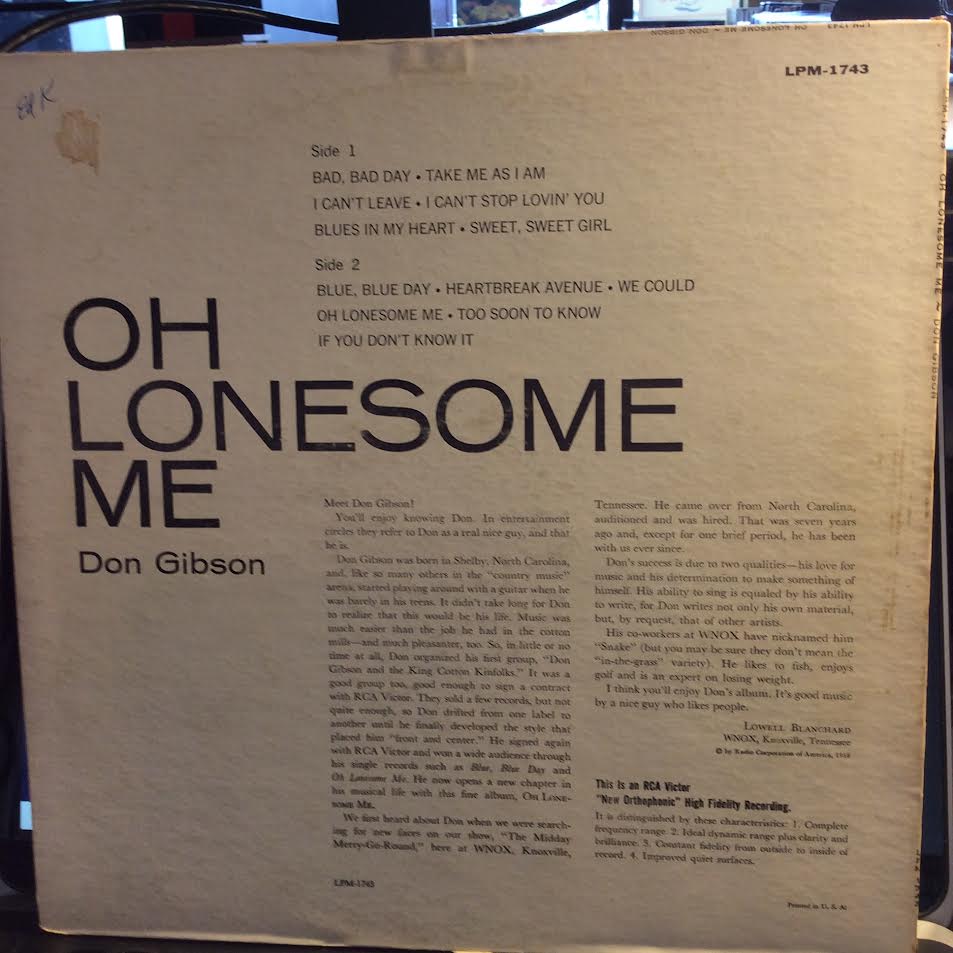 OH LONESOME ME ~ DON GIBSON
LPM-1743
LPM-1743
Ed K
Side 1
BAD, BAD DAY • TAKE ME AS I AM
I CAN'T LEAVE • I CAN'T STOP LOVIN' YOU
BLUES IN MY HEART • SWEET, SWEET GIRL
Side 2
BLUE, BLUE DAY • HEARTBREAK AVENUE • WE COULD
OH LONESOME ME • TOO SOON TO KNOW
IF YOU DON'T KNOW IT
OH
LONESOME
ME
Don Gibson
Meet Don Gibson!
You'll enjoy knowing Don. In entertainment
circles they refer to Don as a real nice guy, and that
he is.
Don Gibson was born in Shelby, North Carolina,
and, like so many others in the "country music"
arena, started playing around with a guitar when he
was barely in his teens. It didn't take long for Don
to realize that this would be his life. Music was
much easier than the job he had in the cotton
mills—and much pleasanter, too. So, in little or no
time at all, Don organized his first group, "Don
Gibson and the King Cotton Kinfolks." It was a
good group too, good enough to sign a contract
with RCA Victor. They sold a few records, but not
quite enough, so Don drifted from one label to
another until he finally developed the style that
placed him "front and center." He signed again
with RCA Victor and won a wide audience through
his single records such as Blue, Blue Day and
Oh Lonesome Me. He now opens a new chapter in
his musical life with this fine album, OH LONE-
SOME ME.
We first heard about Don when we were search-
ing for new faces on our show, "The Midday
Merry-Go-Round," here at WNOX, Knoxville,
Tennessee. He came over from North Carolina,
auditioned and was hired. That was seven years
ago and, except for one brief period, he has been
with us ever since.
Don's success is due to two qualities—his love for
music and his determination to make something of
himself. His ability to sing is equaled by his ability
to write, for Don writes not only his own material,
but, by request, that of other artists.
His co-workers at WNOX have nicknamed him
"Snake" (but you may be sure they don't mean the
"in-the-grass" variety). He likes to fish, enjoys
golf and is an expert on losing weight.
I think you'll enjoy Don's album. It's good music
by a nice guy who likes people.
LOWELL BLANCHARD
WNOX, Knoxville, Tennessee
© by Radio Corporation of America, 1958
This Is an RCA Victor
"New Orthophonic" High Fidelity Recording.
It is distinguished by these characteristics: 1. Complete
frequency range. 2. Ideal dynamic range plus clarity and
brilliance. 3. Constant fidelity from outside to inside of
record. 4. Improved quiet surfaces.
LPM-1743
Printed in U. S. A.
OH LONESOME ME ~ DON GIBSON